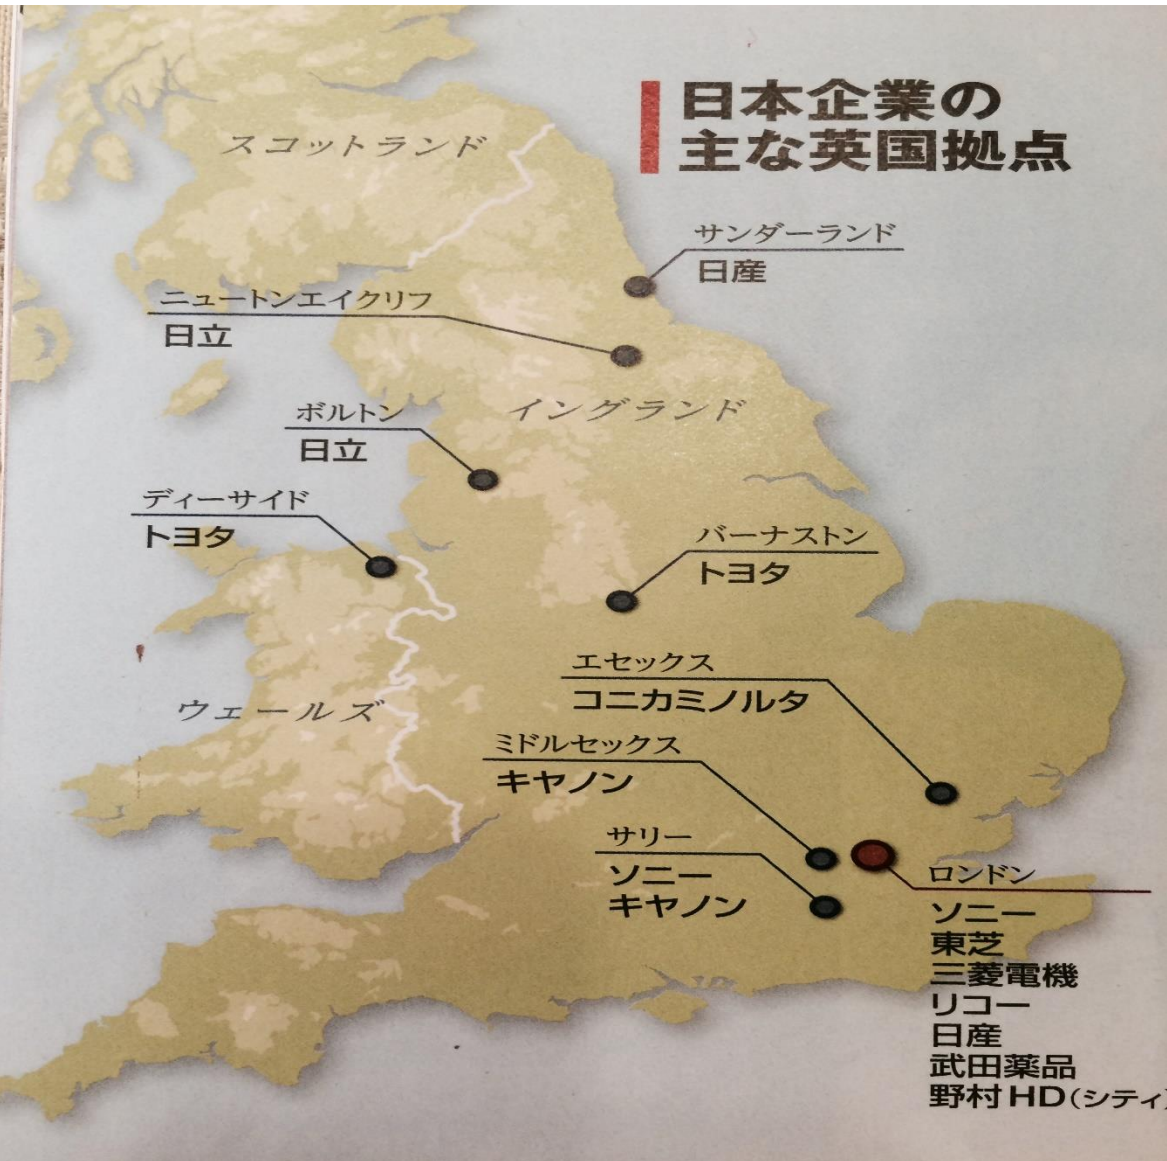 日本企業の
主な英国拠点
スコットランド
サンダーランド
日産
ニュートンエイクリフ
日立
イングランド
ボルトン
日立
ディーサイド
トヨタ
バーナストン
トヨタ
エセックス
コニカミノルタ
ウェールズ
ミドルセックス
キヤノン
サリー
ソニー
キヤノン
ロンドン
ソニー
東芝
三菱電機
リコー
日産
武田薬品
野村HD(シティ)